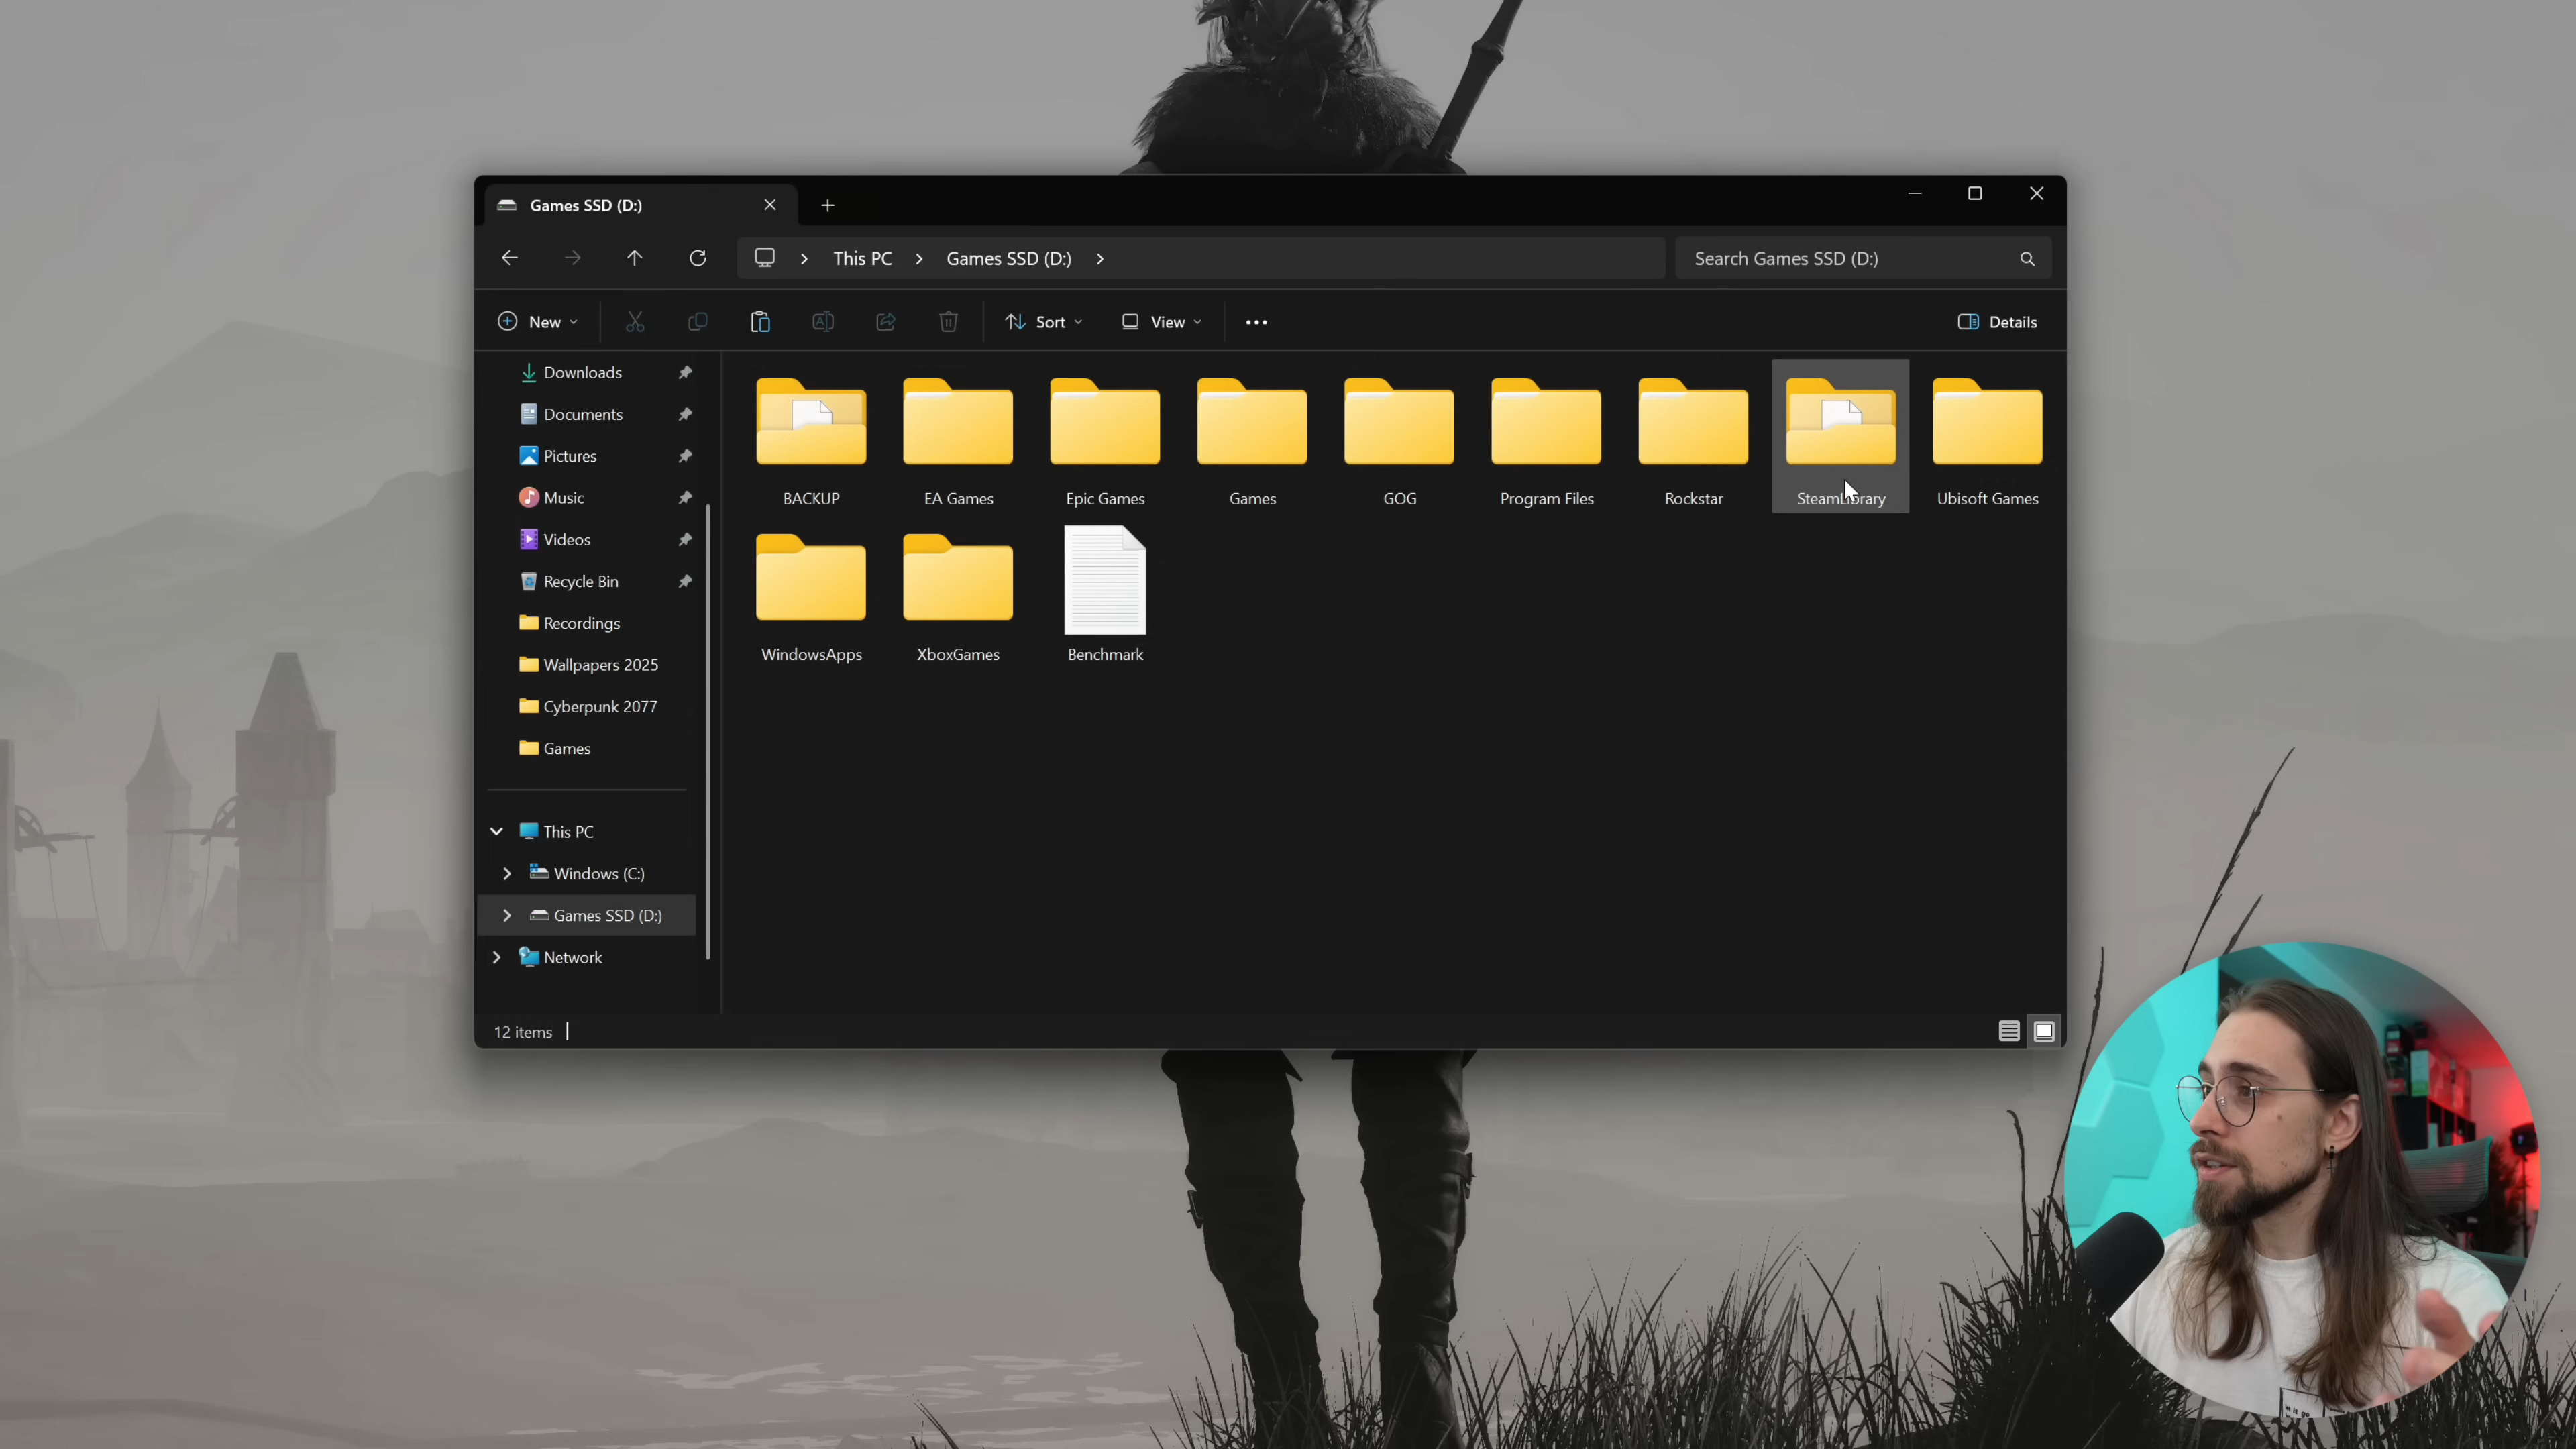 Games SSD (D:)
This PC Games SSD (D:)
Search Games SSD (D:)
New Sort View Details
Downloads
Documents
Pictures
Music
Videos
Recycle Bin
Recordings
Wallpapers 2025
Cyberpunk 2077
Games
This PC
Windows (C:)
Games SSD (D:)
Network
BACKUP EA Games Epic Games Games GOG Program Files Rockstar SteamLibrary Ubisoft Games
WindowsApps XboxGames Benchmark
12 items